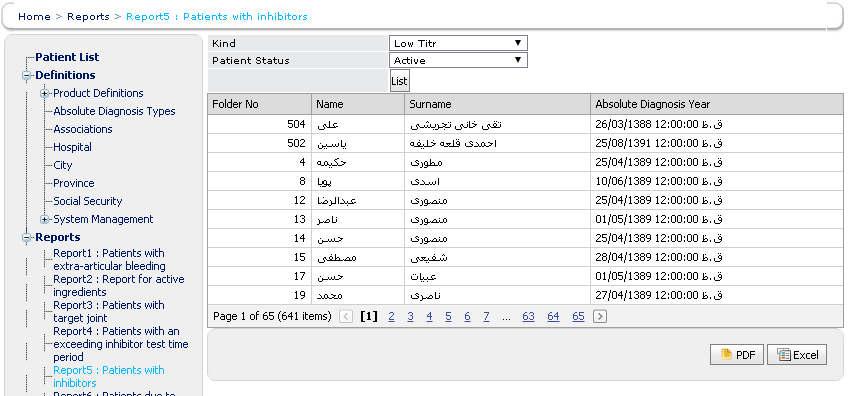 Home > Reports > Report5 : Patients with inhibitors
Patient List
Definitions
Product Definitions
Absolute Diagnosis Types
Associations
Hospital
City
Province
Social Security
System Management
Reports
Report1 : Patients with
extra-articular bleeding
Report2 : Report for active
ingredients
Report3 : Patients with
target joint
Report4 : Patients with an
exceeding inhibitor test time
period
Report5 : Patients with
inhibitors
Report6 : Patients due to
Kind Low Titr
Patient Status Active
List
Folder No Name Surname Absolute Diagnosis Year
504 علی تقی خانی تجریشی 26/03/1388 12:00:00 ق.ظ
502 یاسین احمدی قلعه خلیفه 25/08/1391 12:00:00 ق.ظ
4 حکیمه مطوری 25/04/1389 12:00:00 ق.ظ
8 پویا اسدی 10/06/1389 12:00:00 ق.ظ
12 عبدالرضا منصوری 25/04/1389 12:00:00 ق.ظ
13 ناصر منصوری 01/05/1389 12:00:00 ق.ظ
14 حسن منصوری 25/04/1389 12:00:00 ق.ظ
15 مصطفی شفیعی 28/04/1389 12:00:00 ق.ظ
17 حسن عبیات 01/05/1389 12:00:00 ق.ظ
19 محمد ناصری 27/04/1389 12:00:00 ق.ظ
Page 1 of 65 (641 items) < [1] 2 3 4 5 6 7 ... 63 64 65 >
PDF Excel